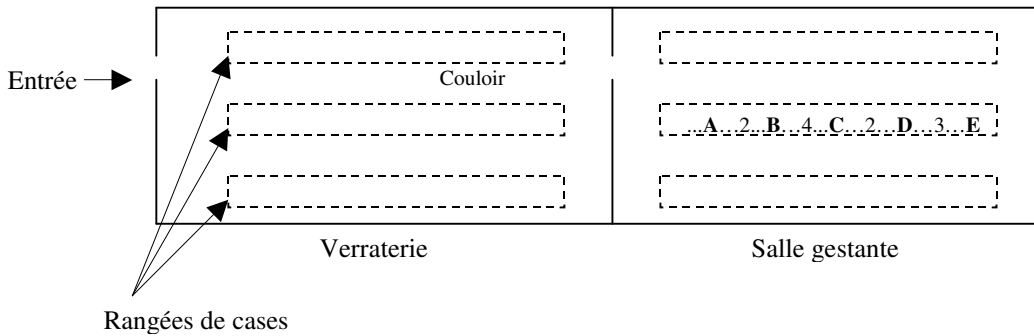 Entrée
Couloir
...A…2...B…4...C…2…D…3…E
Verraterie
Salle gestante
Rangées de cases